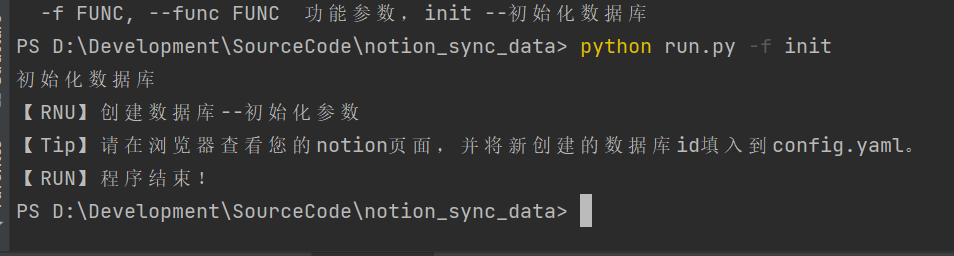 -f FUNC, --func FUNC 功能参数，init --初始化数据库
PS D:\Development\SourceCode\notion_sync_data> python run.py -f init
初始化数据库
【RNU】创建数据库--初始化参数
【Tip】请在浏览器查看您的notion页面，并将新创建的数据库id填入到config.yaml。
【RUN】程序结束！
PS D:\Development\SourceCode\notion_sync_data>